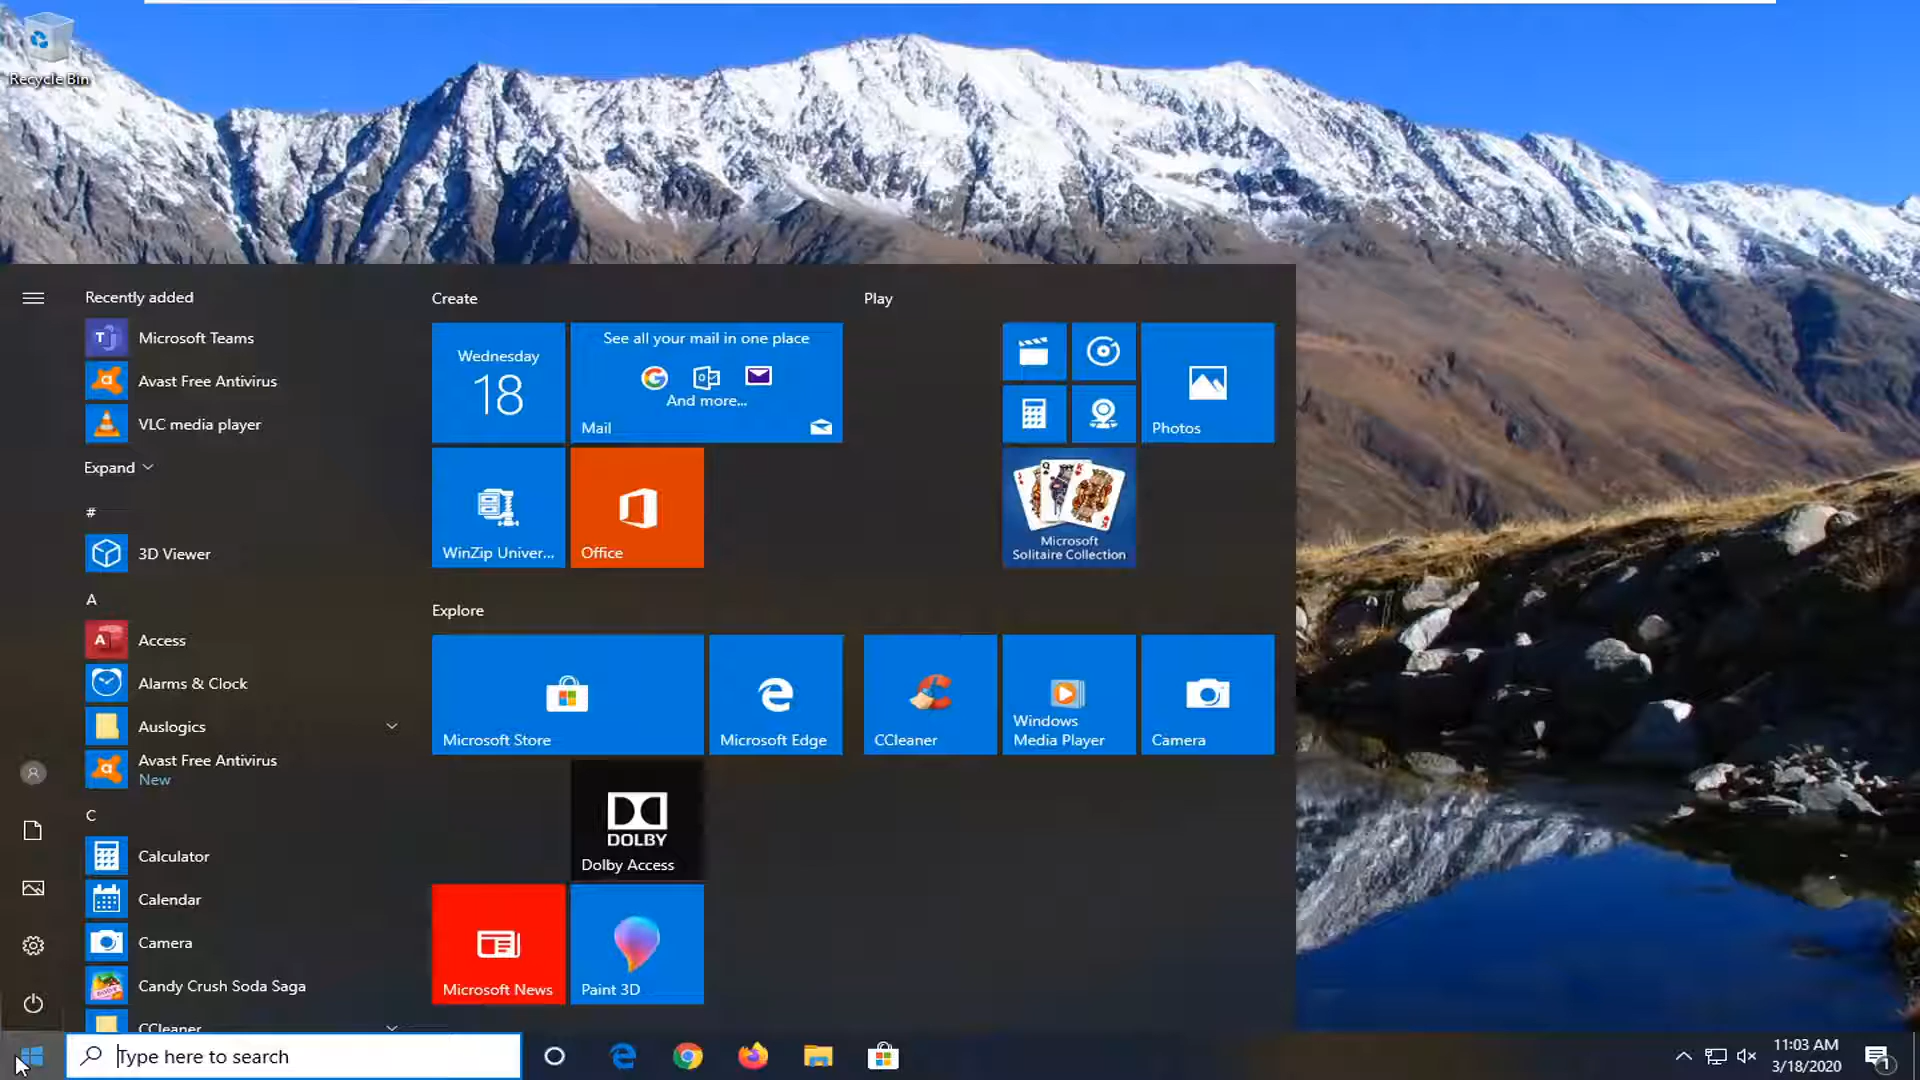 Recycle Bin
Recently added
Microsoft Teams
Avast Free Antivirus
VLC media player
Expand
#
3D Viewer
A
Access
Alarms & Clock
Auslogics
Avast Free Antivirus
New
C
Calculator
Calendar
Camera
Candy Crush Soda Saga
CCleaner
Create
Wednesday
18
See all your mail in one place
And more...
Mail
WinZip Univer...
Office
Explore
Microsoft Store
Microsoft Edge
DOLBY
Dolby Access
Microsoft News
Paint 3D
Play
Photos
Microsoft
Solitaire Collection
CCleaner
Windows
Media Player
Camera
Type here to search
11:03 AM
3/18/2020
1